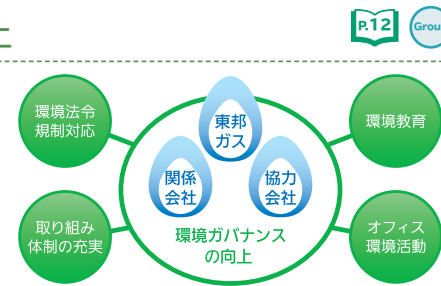 P.12
環境法令
規制対応
東邦
ガス
環境教育
関係
会社
協力
会社
取り組み
体制の充実
環境ガバナンス
の向上
オフィス
環境活動